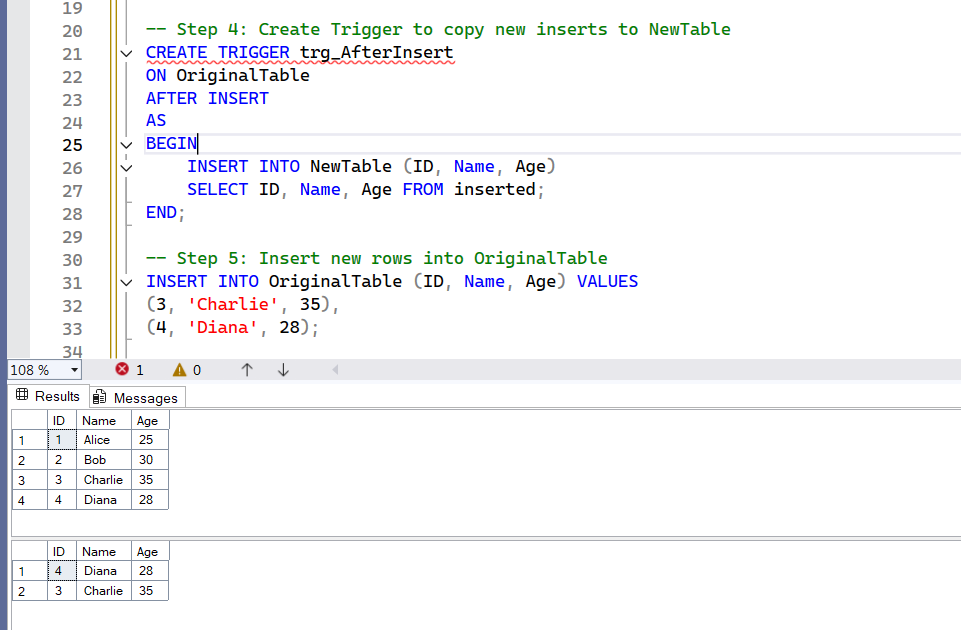 19
20 -- Step 4: Create Trigger to copy new inserts to NewTable
21 CREATE TRIGGER trg_AfterInsert
22 ON OriginalTable
23 AFTER INSERT
24 AS
25 BEGIN
26 INSERT INTO NewTable (ID, Name, Age)
27 SELECT ID, Name, Age FROM inserted;
28 END;
29
30 -- Step 5: Insert new rows into OriginalTable
31 INSERT INTO OriginalTable (ID, Name, Age) VALUES
32 (3, 'Charlie', 35),
33 (4, 'Diana', 28);
34
108 % 1 0
Results Messages
ID Name Age
1 1 Alice 25
2 2 Bob 30
3 3 Charlie 35
4 4 Diana 28
ID Name Age
1 4 Diana 28
2 3 Charlie 35